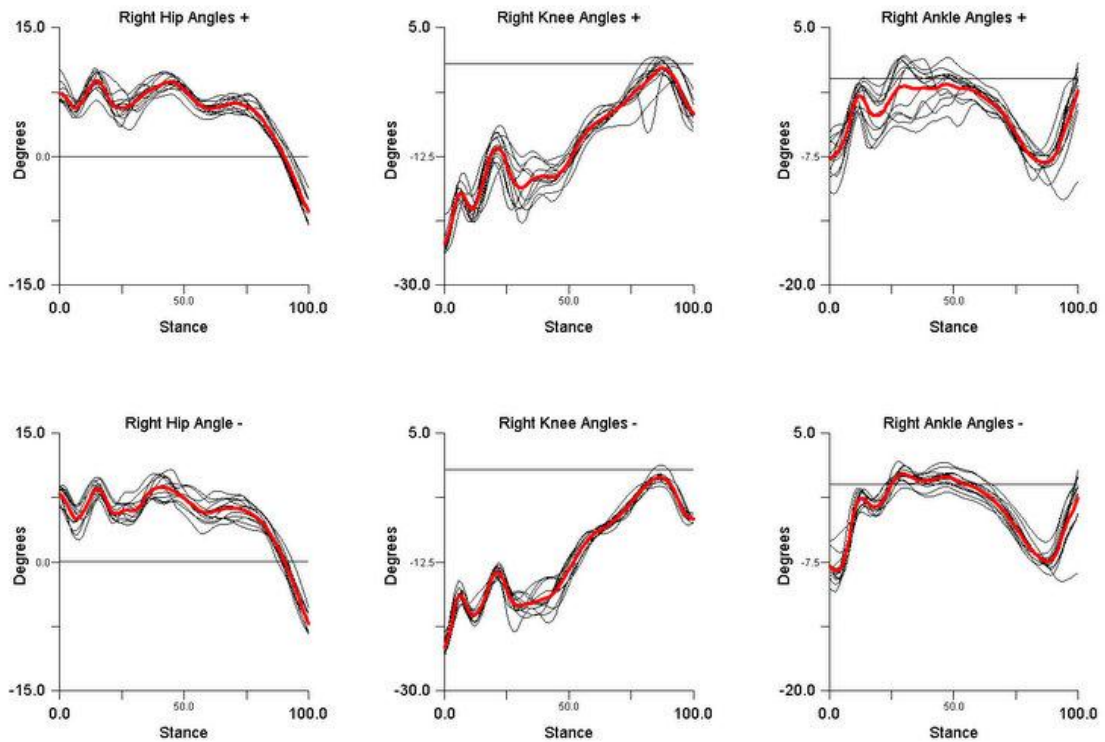 Right Hip Angles +
15.0
Degrees
0.0
-15.0
0.0
50.0
100.0
Stance
Right Knee Angles +
5.0
Degrees
-12.5
-30.0
0.0
50.0
100.0
Stance
Right Ankle Angles +
5.0
Degrees
-7.5
-20.0
0.0
50.0
100.0
Stance
Right Hip Angle -
15.0
Degrees
0.0
-15.0
0.0
50.0
100.0
Stance
Right Knee Angles -
5.0
Degrees
-12.5
-30.0
0.0
50.0
100.0
Stance
Right Ankle Angles -
5.0
Degrees
-7.5
-20.0
0.0
50.0
100.0
Stance